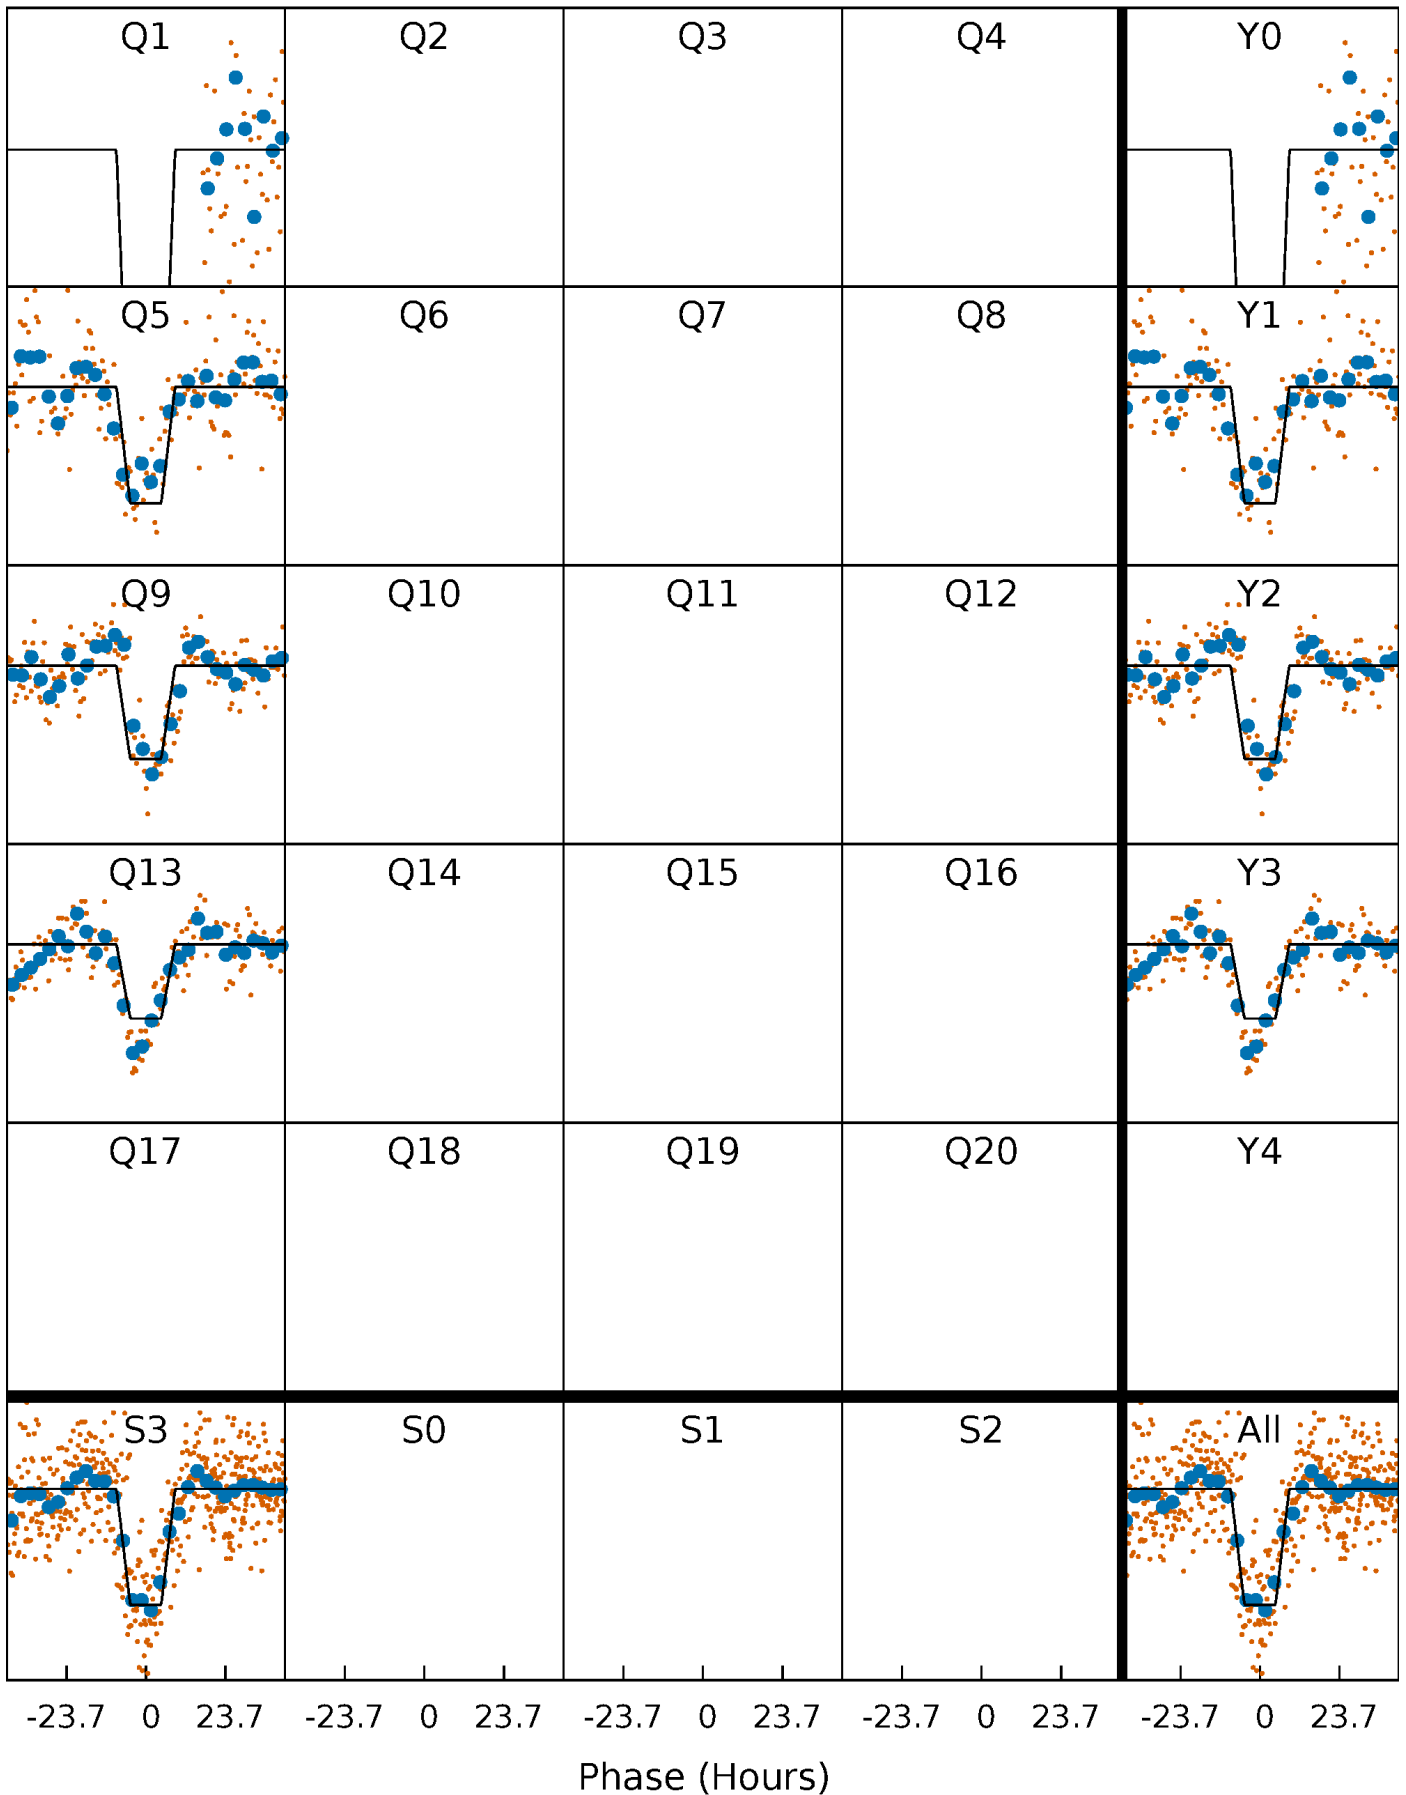 Q1 Q2 Q3 Q4 Y0
Q5 Q6 Q7 Q8 Y1
Q9 Q10 Q11 Q12 Y2
Q13 Q14 Q15 Q16 Y3
Q17 Q18 Q19 Q20 Y4
S3 S0 S1 S2 All
-23.7 0 23.7 -23.7 0 23.7 -23.7 0 23.7 -23.7 0 23.7 -23.7 0 23.7
Phase (Hours)